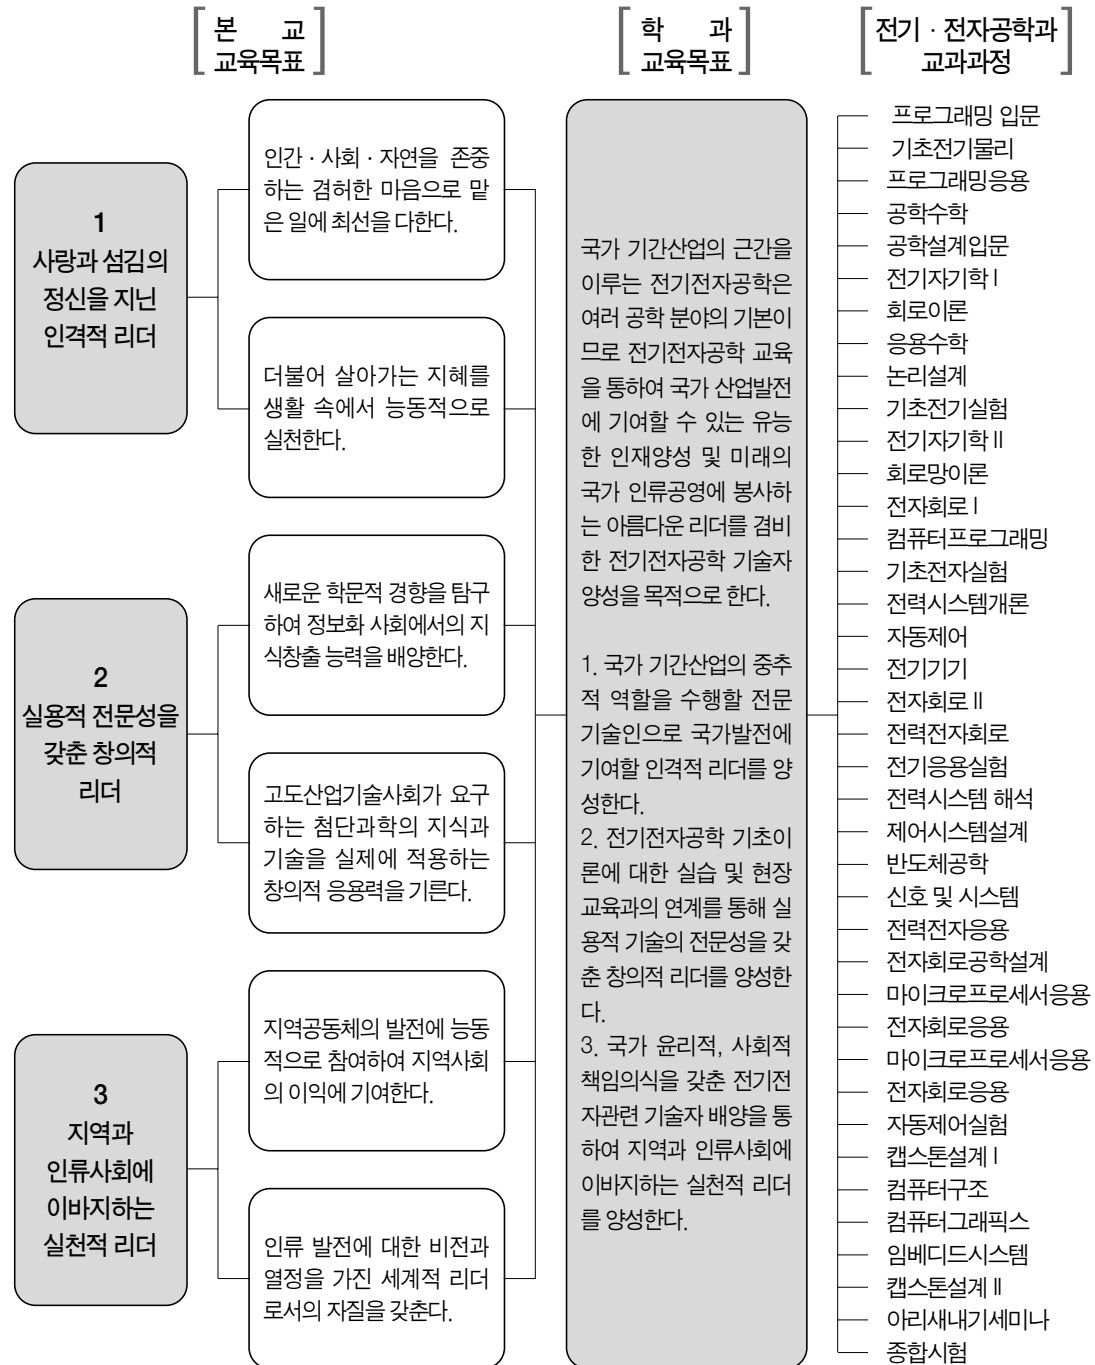 본 교
교육목표
학 과
교육목표
전기 · 전자공학과
교과과정
1
사랑과 섬김의
정신을 지닌
인격적 리더
인간 · 사회 · 자연을 존중
하는 겸허한 마음으로 맡
은 일에 최선을 다한다.
더불어 살아가는 지혜를
생활 속에서 능동적으로
실천한다.
2
실용적 전문성을
갖춘 창의적
리더
새로운 학문적 경향을 탐구
하여 정보화 사회에서의 지
식창출 능력을 배양한다.
고도산업기술사회가 요구
하는 첨단과학의 지식과
기술을 실제에 적용하는
창의적 응용력을 기른다.
3
지역과
인류사회에
이바지하는
실천적 리더
지역공동체의 발전에 능동
적으로 참여하여 지역사회
의 이익에 기여한다.
인류 발전에 대한 비전과
열정을 가진 세계적 리더
로서의 자질을 갖춘다.
국가 기간산업의 근간을
이루는 전기전자공학은
여러 공학 분야의 기본이
므로 전기전자공학 교육
을 통하여 국가 산업발전
에 기여할 수 있는 유능
한 인재양성 및 미래의
국가 인류공영에 봉사하
는 아름다운 리더를 겸비
한 전기전자공학 기술자
양성을 목적으로 한다.
1. 국가 기간산업의 중추
적 역할을 수행할 전문
기술인으로 국가발전에
기여할 인격적 리더를 양
성한다.
2. 전기전자공학 기초이
론에 대한 실습 및 현장
교육과의 연계를 통해 실
용적 기술의 전문성을 갖
춘 창의적 리더를 양성한
다.
3. 국가 윤리적, 사회적
책임의식을 갖춘 전기전
자관련 기술자 배양을 통
하여 지역과 인류사회에
이바지하는 실천적 리더
를 양성한다.
프로그래밍 입문
기초전기물리
프로그래밍응용
공학수학
공학설계입문
전기자기학 I
회로이론
응용수학
논리설계
기초전기실험
전기자기학 II
회로망이론
전자회로 I
컴퓨터프로그래밍
기초전자실험
전력시스템개론
자동제어
전기기기
전자회로 II
전력전자회로
전기응용실험
전력시스템 해석
제어시스템설계
반도체공학
신호 및 시스템
전력전자응용
전자회로공학설계
마이크로프로세서응용
전자회로응용
마이크로프로세서응용
전자회로응용
자동제어실험
캡스톤설계 I
컴퓨터구조
컴퓨터그래픽스
임베디드시스템
캡스톤설계 II
아리새내기세미나
종합시험